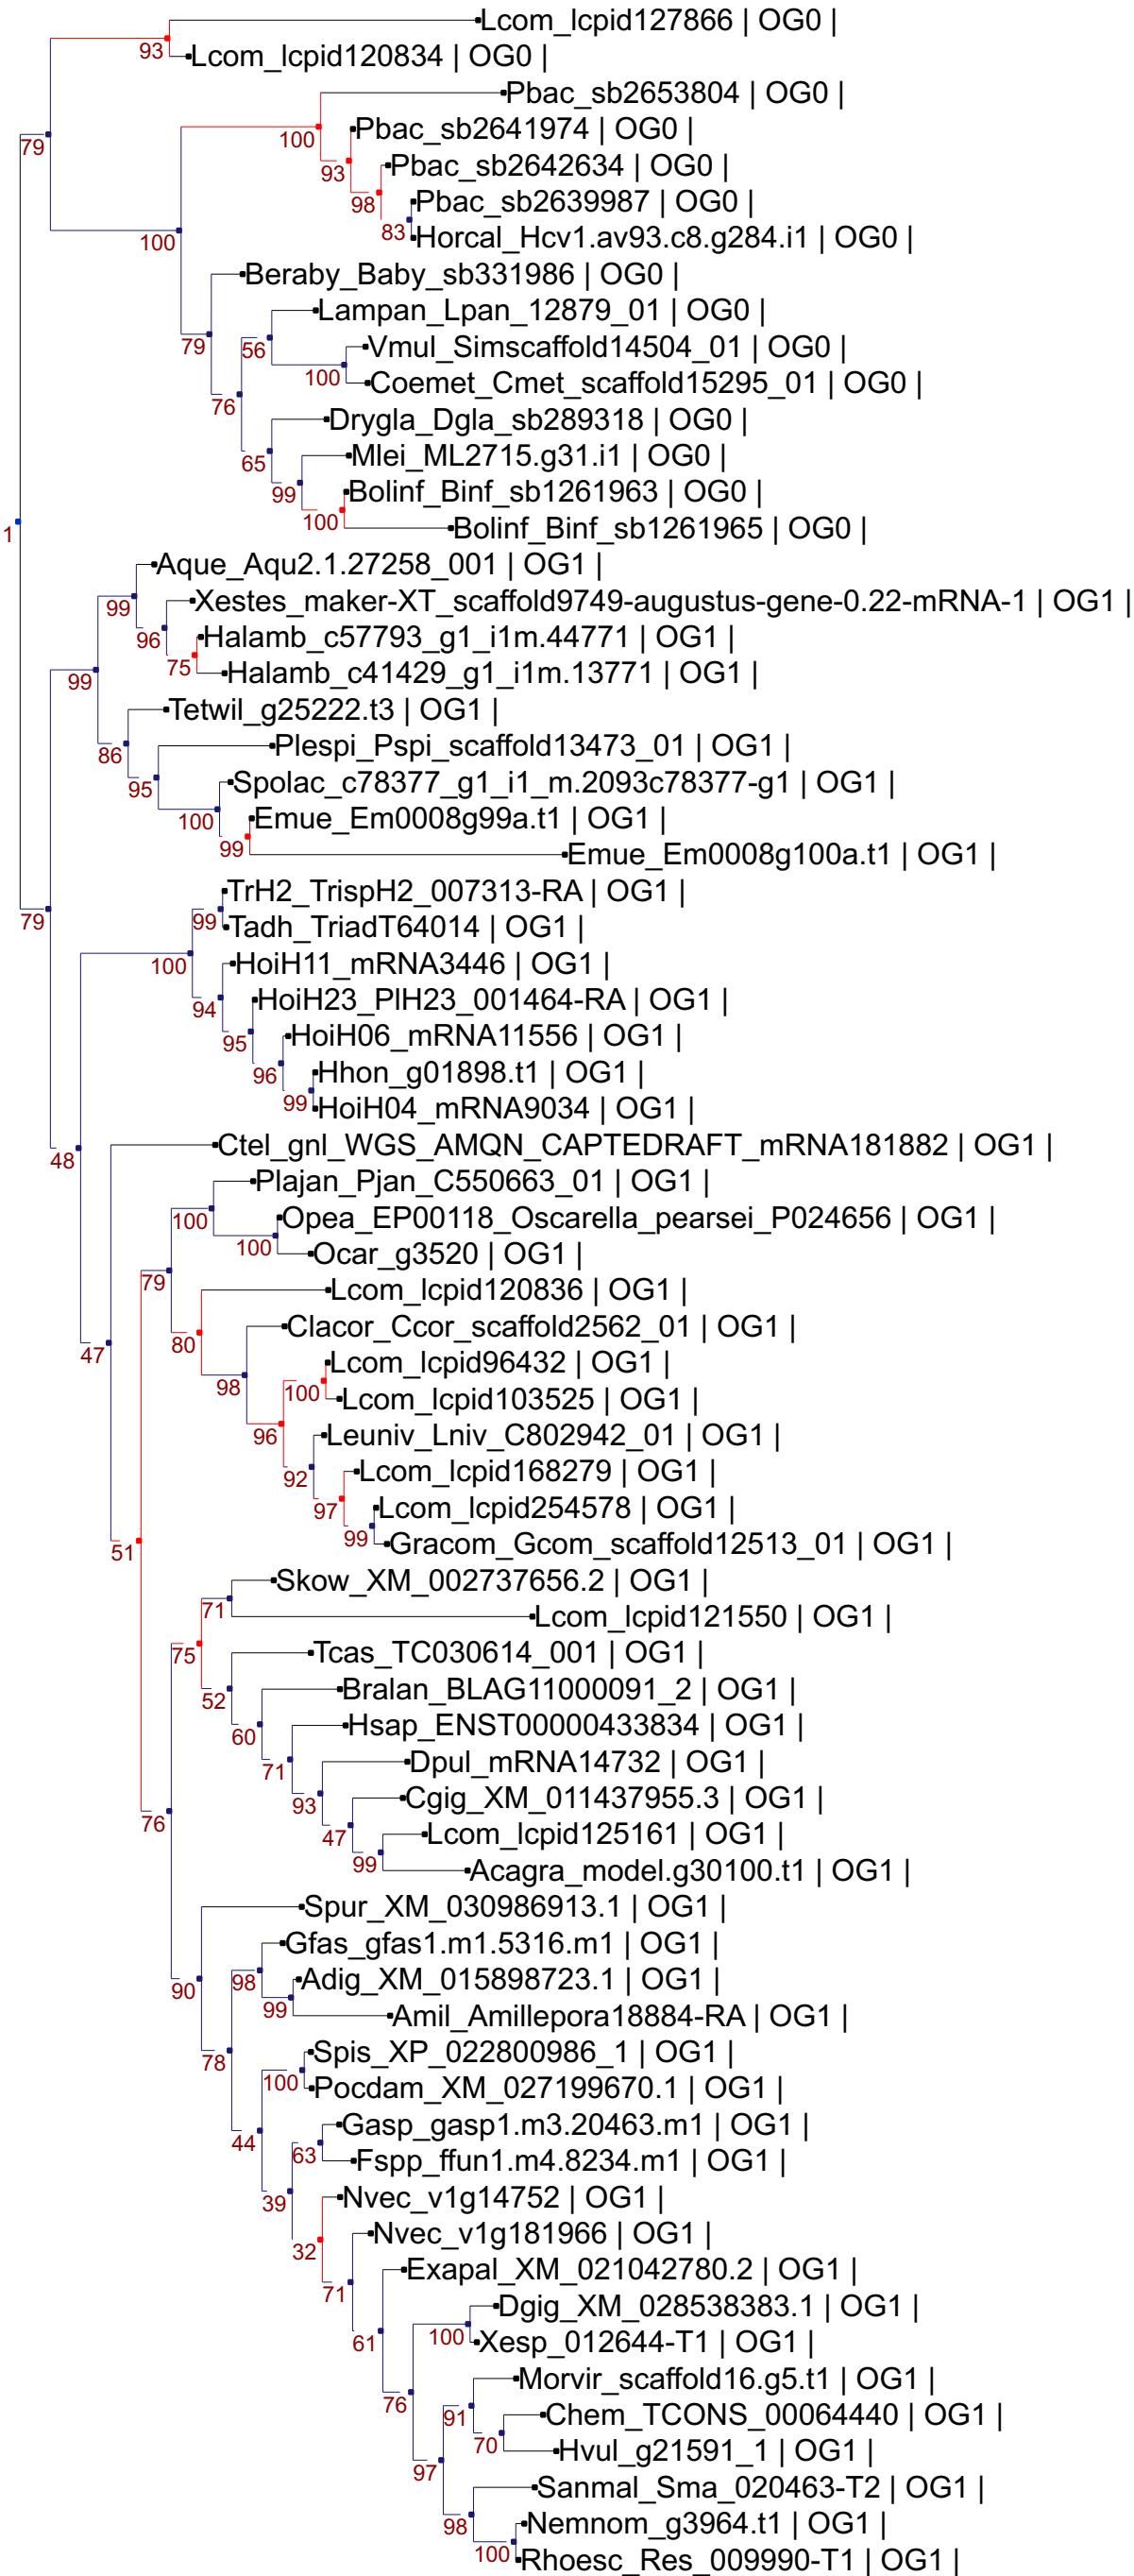 Lcom_lcpid127866 | OG0 |
93
Lcom_lcpid120834 | OG0 |
Pbac_sb2653804 | OG0 |
100
Pbac_sb2641974 | OG0 |
79
93
Pbac_sb2642634 | OG0 |
98
Pbac_sb2639987 | OG0 |
83
Horcal_Hcv1.av93.c8.g284.i1 | OG0 |
100
Beraby_Baby_sb331986 | OG0 |
Lampan_Lpan_12879_01 | OG0 |
79
56
Vmul_Simscaffold14504_01 | OG0 |
100
Coemet_Cmet_scaffold15295_01 | OG0 |
76
Drygla_Dgla_sb289318 | OG0 |
65
Mlei_ML2715.g31.i1 | OG0 |
99
Bolinf_Binf_sb1261963 | OG0 |
100
Bolinf_Binf_sb1261965 | OG0 |
1
Aque_Aqu2.1.27258_001 | OG1 |
99
Xestes_maker-XT_scaffold9749-augustus-gene-0.22-mRNA-1 | OG1 |
96
Halamb_c57793_g1_i1m.44771 | OG1 |
75
Halamb_c41429_g1_i1m.13771 | OG1 |
99
Tetwil_g25222.t3 | OG1 |
86
Plespi_Pspi_scaffold13473_01 | OG1 |
95
Spolac_c78377_g1_i1_m.2093c78377-g1 | OG1 |
100
Emue_Em0008g99a.t1 | OG1 |
99
Emue_Em0008g100a.t1 | OG1 |
TrH2_TrispH2_007313-RA | OG1 |
79
99
Tadh_TriadT64014 | OG1 |
100
HoiH11_mRNA3446 | OG1 |
94
HoiH23_PlH23_001464-RA | OG1 |
95
HoiH06_mRNA11556 | OG1 |
96
Hhon_g01898.t1 | OG1 |
99
HoiH04_mRNA9034 | OG1 |
48
Ctel_gnl_WGS_AMQN_CAPTEDRAFT_mRNA181882 | OG1 |
Plajan_Pjan_C550663_01 | OG1 |
100
Opea_EP00118_Oscarella_pearsei_P024656 | OG1 |
100
Ocar_g3520 | OG1 |
79
Lcom_lcpid120836 | OG1 |
80
Clacor_Ccor_scaffold2562_01 | OG1 |
47
Lcom_lcpid96432 | OG1 |
98
100
Lcom_lcpid103525 | OG1 |
96
Leuniv_Lniv_C802942_01 | OG1 |
92
Lcom_lcpid168279 | OG1 |
97
Lcom_lcpid254578 | OG1 |
99
Gracom_Gcom_scaffold12513_01 | OG1 |
51
Skow_XM_002737656.2 | OG1 |
71
Lcom_lcpid121550 | OG1 |
75
Tcas_TC030614_001 | OG1 |
52
Bralan_BLAG11000091_2 | OG1 |
60
Hsap_ENST00000433834 | OG1 |
71
Dpul_mRNA14732 | OG1 |
93
Cgig_XM_011437955.3 | OG1 |
76
47
Lcom_lcpid125161 | OG1 |
99
Acagra_model.g30100.t1 | OG1 |
Spur_XM_030986913.1 | OG1 |
Gfas_gfas1.m1.5316.m1 | OG1 |
90
98
Adig_XM_015898723.1 | OG1 |
99
Amil_Amillepora18884-RA | OG1 |
78
Spis_XP_022800986_1 | OG1 |
100
Pocdam_XM_027199670.1 | OG1 |
Gasp_gasp1.m3.20463.m1 | OG1 |
44
63
Fspp_ffun1.m4.8234.m1 | OG1 |
39
Nvec_v1g14752 | OG1 |
Nvec_v1g181966 | OG1 |
32
Exapal_XM_021042780.2 | OG1 |
71
Dgig_XM_028538383.1 | OG1 |
61
100
Xesp_012644-T1 | OG1 |
Morvir_scaffold16.g5.t1 | OG1 |
76
91
Chem_TCONS_00064440 | OG1 |
70
Hvul_g21591_1 | OG1 |
97
Sanmal_Sma_020463-T2 | OG1 |
98
Nemnom_g3964.t1 | OG1 |
100
Rhoesc_Res_009990-T1 | OG1 |